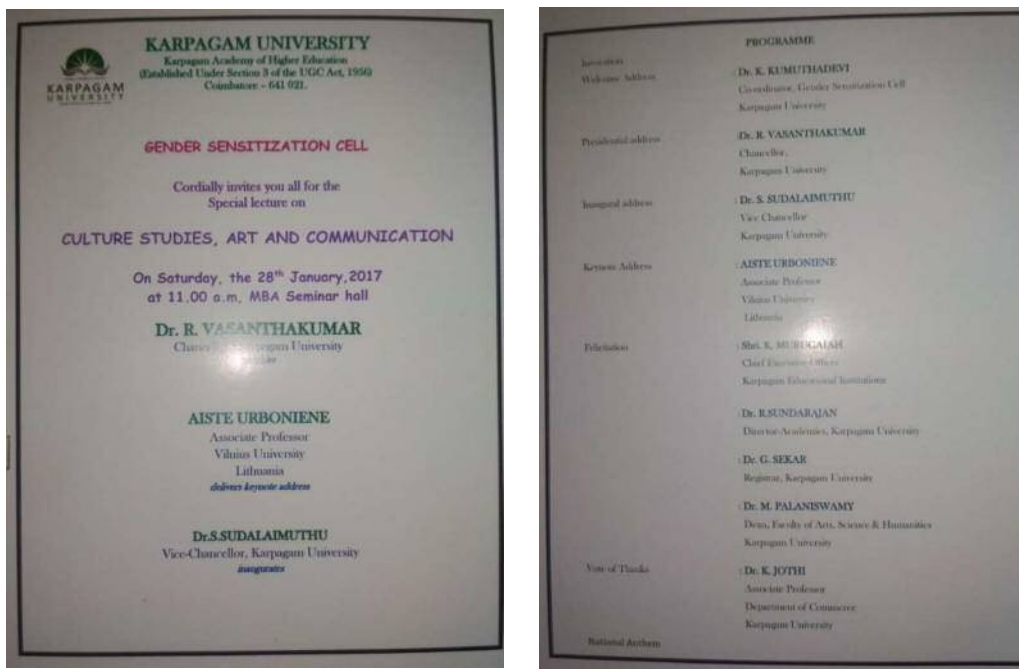 KARPAGAM UNIVERSITY
Karpagam Academy of Higher Education
(Established Under Section 3 of the UGC Act, 1956)
Coimbatore – 641 021.
KARPAGAM
UNIVERSITY
GENDER SENSITIZATION CELL
Cordially invites you all for the
Special lecture on
CULTURE STUDIES, ART AND COMMUNICATION
On Saturday, the 28th January,2017
at 11.00 a.m, MBA Seminar hall
Dr. R. VASANTHAKUMAR
University
AISTE URBONIENE
Associate Professor
Vilnius University
Lithuania
delivers keynote address
Dr.S.SUDALAIMUTHU
Vice-Chancellor, Karpagam University
inaugurates
PROGRAMME
Invocation
Welcome Address : Dr. K. KUMUTHADEVI
Co-ordinator, Gender Sensitization Cell
Karpagam University
Presidential address :Dr. R. VASANTHAKUMAR
Chancellor,
Karpagam University
Inaugural address : Dr. S. SUDALAIMUTHU
Vice Chancellor
Karpagam University
Keynote Address : AISTE URBONIENE
Associate Professor
Vilnius University
Lithuania
Felicitation : Shri. MURUGAIAH
Chief Executive Officer
Karpagam Educational Institutions
: Dr. R.SUNDARAJAN
Director-Academics, Karpagam University
: Dr. G. SEKAR
Registrar, Karpagam University
: Dr. M. PALANISWAMY
Dean, Faculty of Arts, Science & Humanities
Karpagam University
Vote of Thanks : Dr. K. JOTHI
Associate Professor
Department of Commerce
Karpagam University
National Anthem